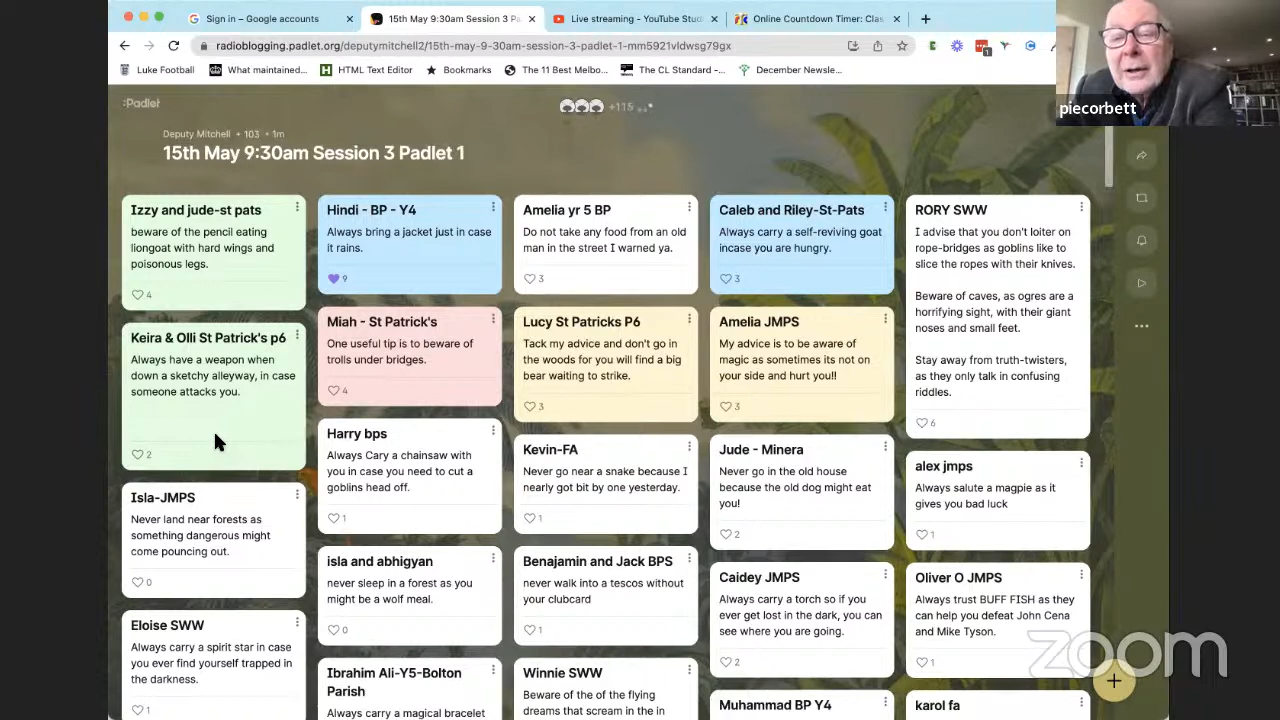 Sign in – Google accounts
15th May 9:30am Session 3 Pa
Live streaming - YouTube Stud
Online Countdown Timer: Clas
radioblogging.padlet.org/deputymitchell2/15th-may-9-30am-session-3-padlet-1-mm5921vldwsg79gx
1
Luke Football
What maintained...
HTML Text Editor
Bookmarks
The 11 Best Melbo...
The CL Standard -...
December Newsle...
piecorbett
:Padlet
+115
Deputy Mitchell • 103 • 1m
15th May 9:30am Session 3 Padlet 1
Izzy and jude-st pats
beware of the pencil eating
liongoat with hard wings and
poisonous legs.
4
Keira & Olli St Patrick's p6
Always have a weapon when
down a sketchy alleyway, in case
someone attacks you.
2
Isla-JMPS
Never land near forests as
something dangerous might
come pouncing out.
0
Eloise SWW
Always carry a spirit star in case
you ever find yourself trapped in
the darkness.
1
Hindi - BP - Y4
Always bring a jacket just in case
it rains.
9
Miah - St Patrick's
One useful tip is to beware of
trolls under bridges.
4
Harry bps
Always Cary a chainsaw with
you in case you need to cut a
goblins head off.
1
isla and abhigyan
never sleep in a forest as you
might be a wolf meal.
0
Ibrahim Ali-Y5-Bolton
Parish
Always carry a magical bracelet
Amelia yr 5 BP
Do not take any food from an old
man in the street I warned ya.
3
Lucy St Patricks P6
Tack my advice and don't go in
the woods for you will find a big
bear waiting to strike.
3
Kevin-FA
Never go near a snake because I
nearly got bit by one yesterday.
1
Benajamin and Jack BPS
never walk into a tescos without
your clubcard
1
Winnie SWW
Beware of the of the flying
dreams that scream in the in
Caleb and Riley-St-Pats
Always carry a self-reviving goat
incase you are hungry.
3
Amelia JMPS
My advice is to be aware of
magic as sometimes its not on
your side and hurt you!!
3
Jude - Minera
Never go in the old house
because the old dog might eat
you!
2
Caidey JMPS
Always carry a torch so if you
ever get lost in the dark, you can
see where you are going.
2
Muhammad BP Y4
RORY SWW
I advise that you don't loiter on
rope-bridges as goblins like to
slice the ropes with their knives.
Beware of caves, as ogres are a
horrifying sight, with their giant
noses and small feet.
Stay away from truth-twisters,
as they only talk in confusing
riddles.
6
alex jmps
Always salute a magpie as it
gives you bad luck
1
Oliver O JMPS
Always trust BUFF FISH as they
can help you defeat John Cena
and Mike Tyson.
1
karol fa
zoom